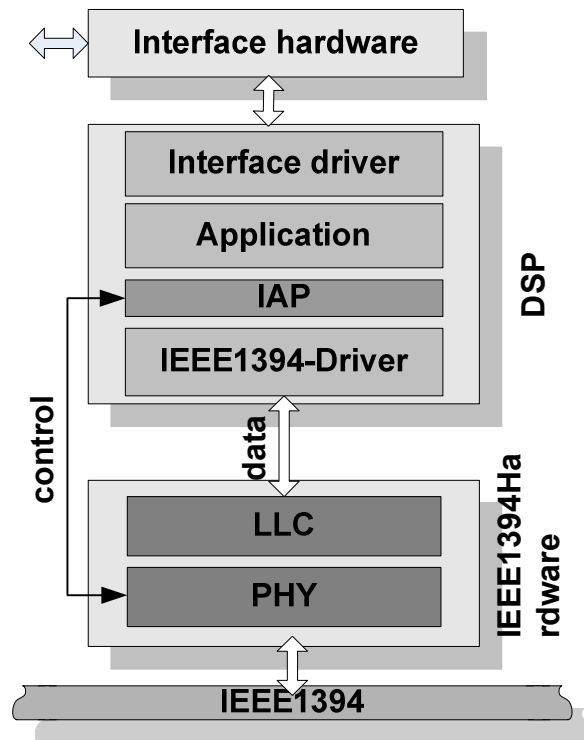 Interface hardware
Interface driver
Application
IAP
IEEE1394-Driver
DSP
control
data
LLC
PHY
IEEE1394Ha
rdware
IEEE1394